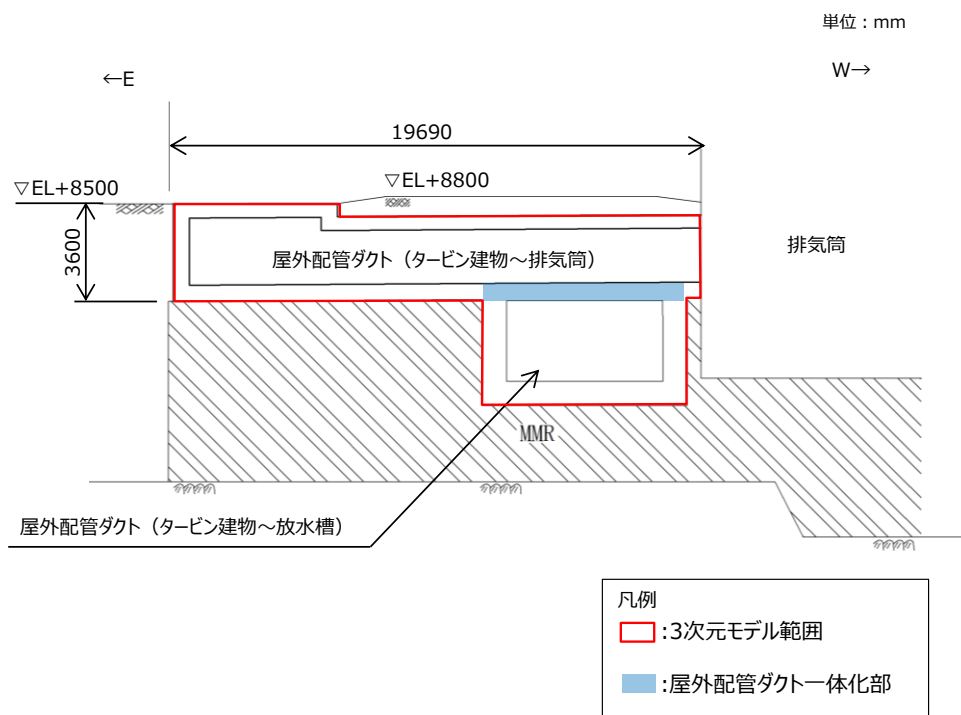 単位：mm
←E
W→
19690
▽EL+8500
▽EL+8800
3600
屋外配管ダクト（タービン建物～排気筒）
排気筒
MMR
屋外配管ダクト（タービン建物～放水槽）
凡例
:3次元モデル範囲
:屋外配管ダクト一体化部